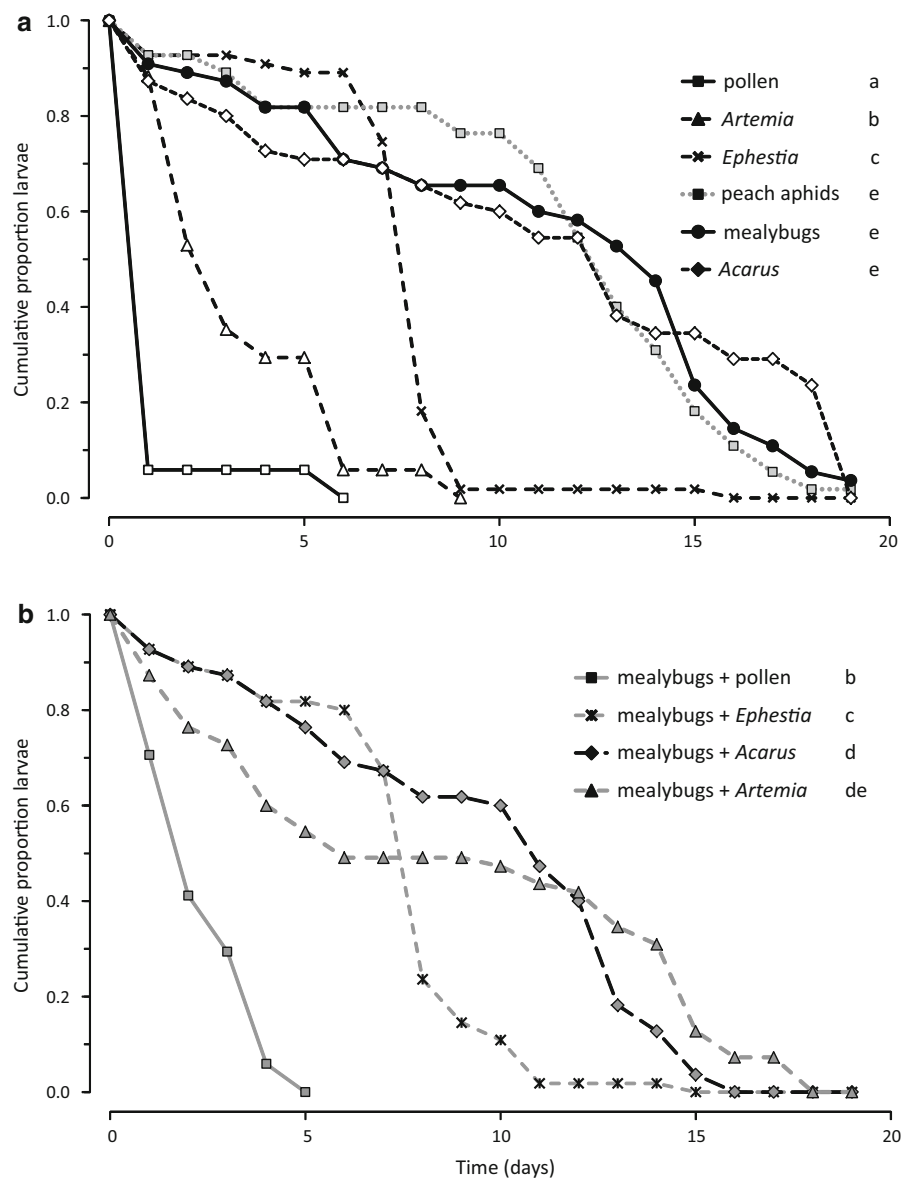 a
1.0
0.8
0.6
0.4
0.2
0.0
Cumulative proportion larvae
pollen a
Artemia b
Ephestia c
peach aphids e
mealybugs e
Acarus e
0 5 10 15 20
b
1.0
0.8
0.6
0.4
0.2
0.0
Cumulative proportion larvae
mealybugs + pollen b
mealybugs + Ephestia c
mealybugs + Acarus d
mealybugs + Artemia de
0 5 10 15 20
Time (days)